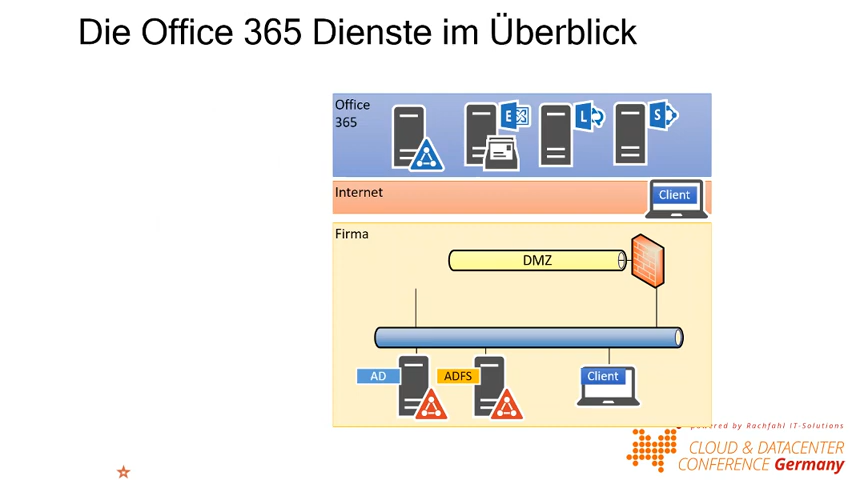 Die Office 365 Dienste im Überblick
Office
365
E
L
S
Internet
Client
Firma
DMZ
AD
ADFS
Client
powered by Rachfahl IT-Solutions
CLOUD & DATACENTER
CONFERENCE Germany